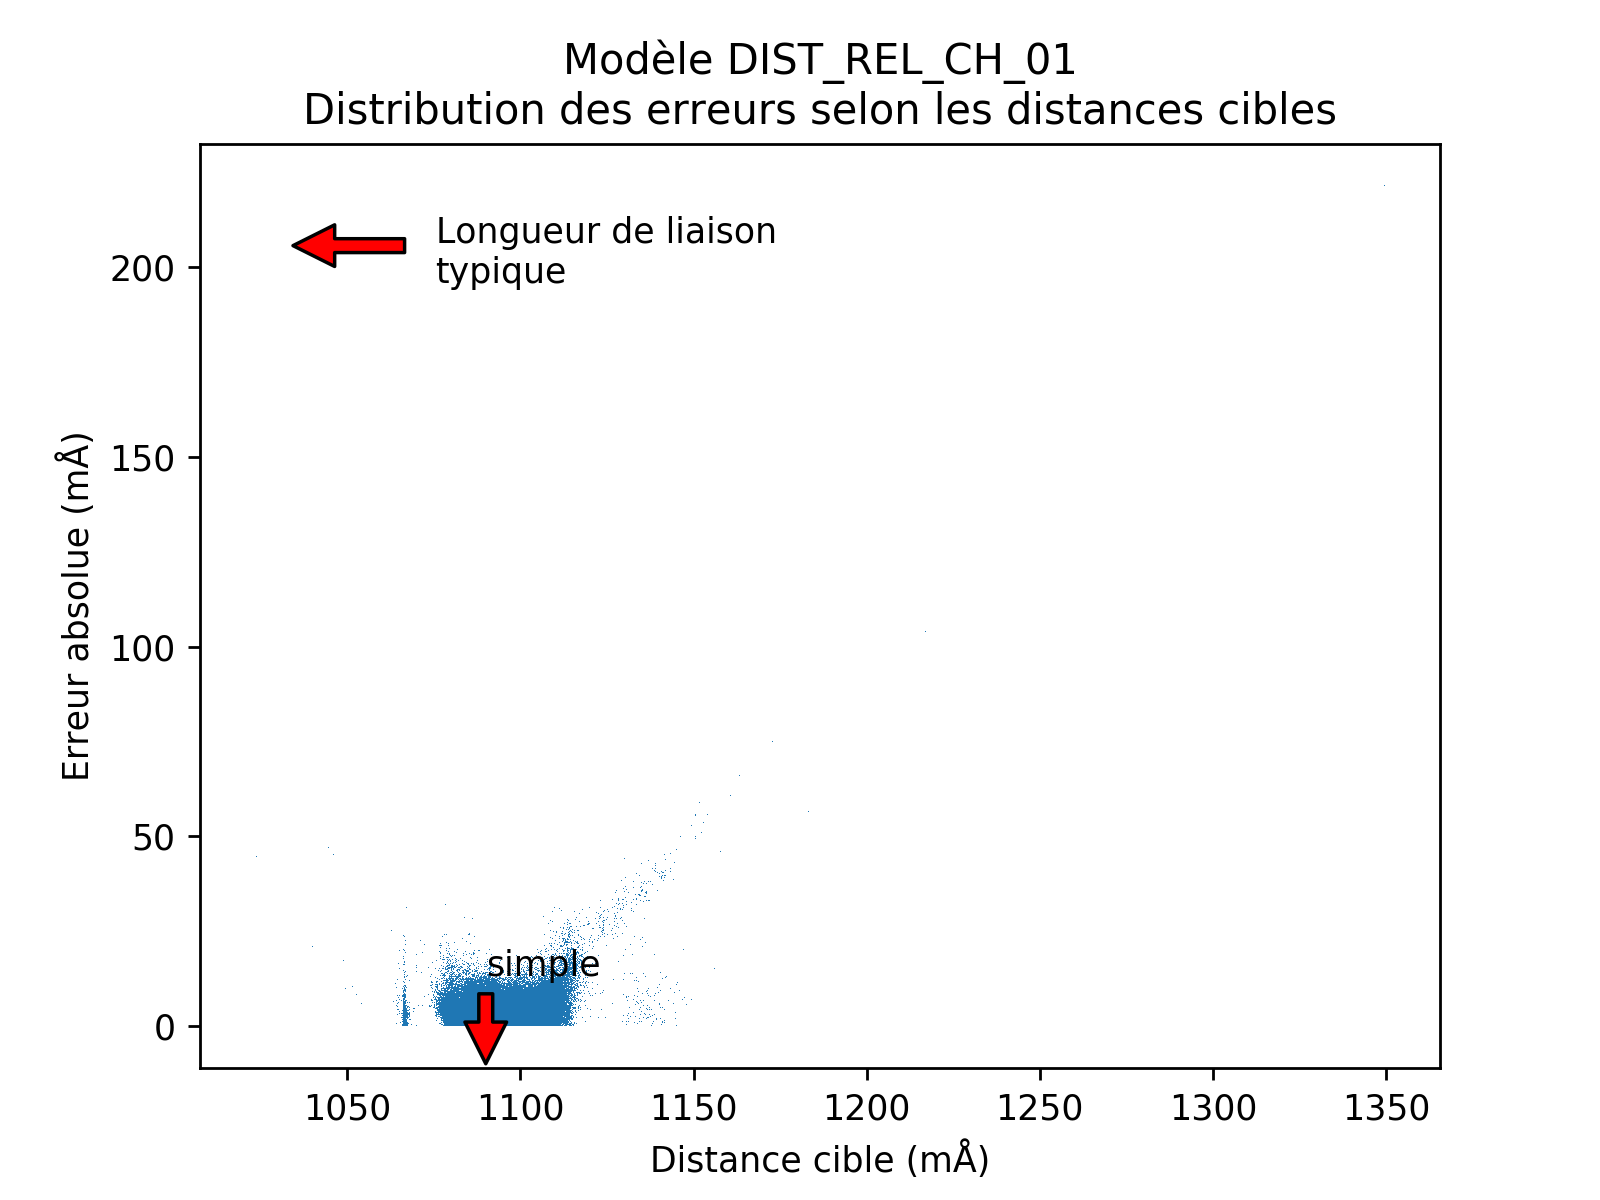 Modèle DIST_REL_CH_01
Distribution des erreurs selon les distances cibles
Longueur de liaison
typique
200
150
100
50
0
Erreur absolue (mÅ)
simple
1050
1100
1150
1200
1250
1300
1350
Distance cible (mÅ)